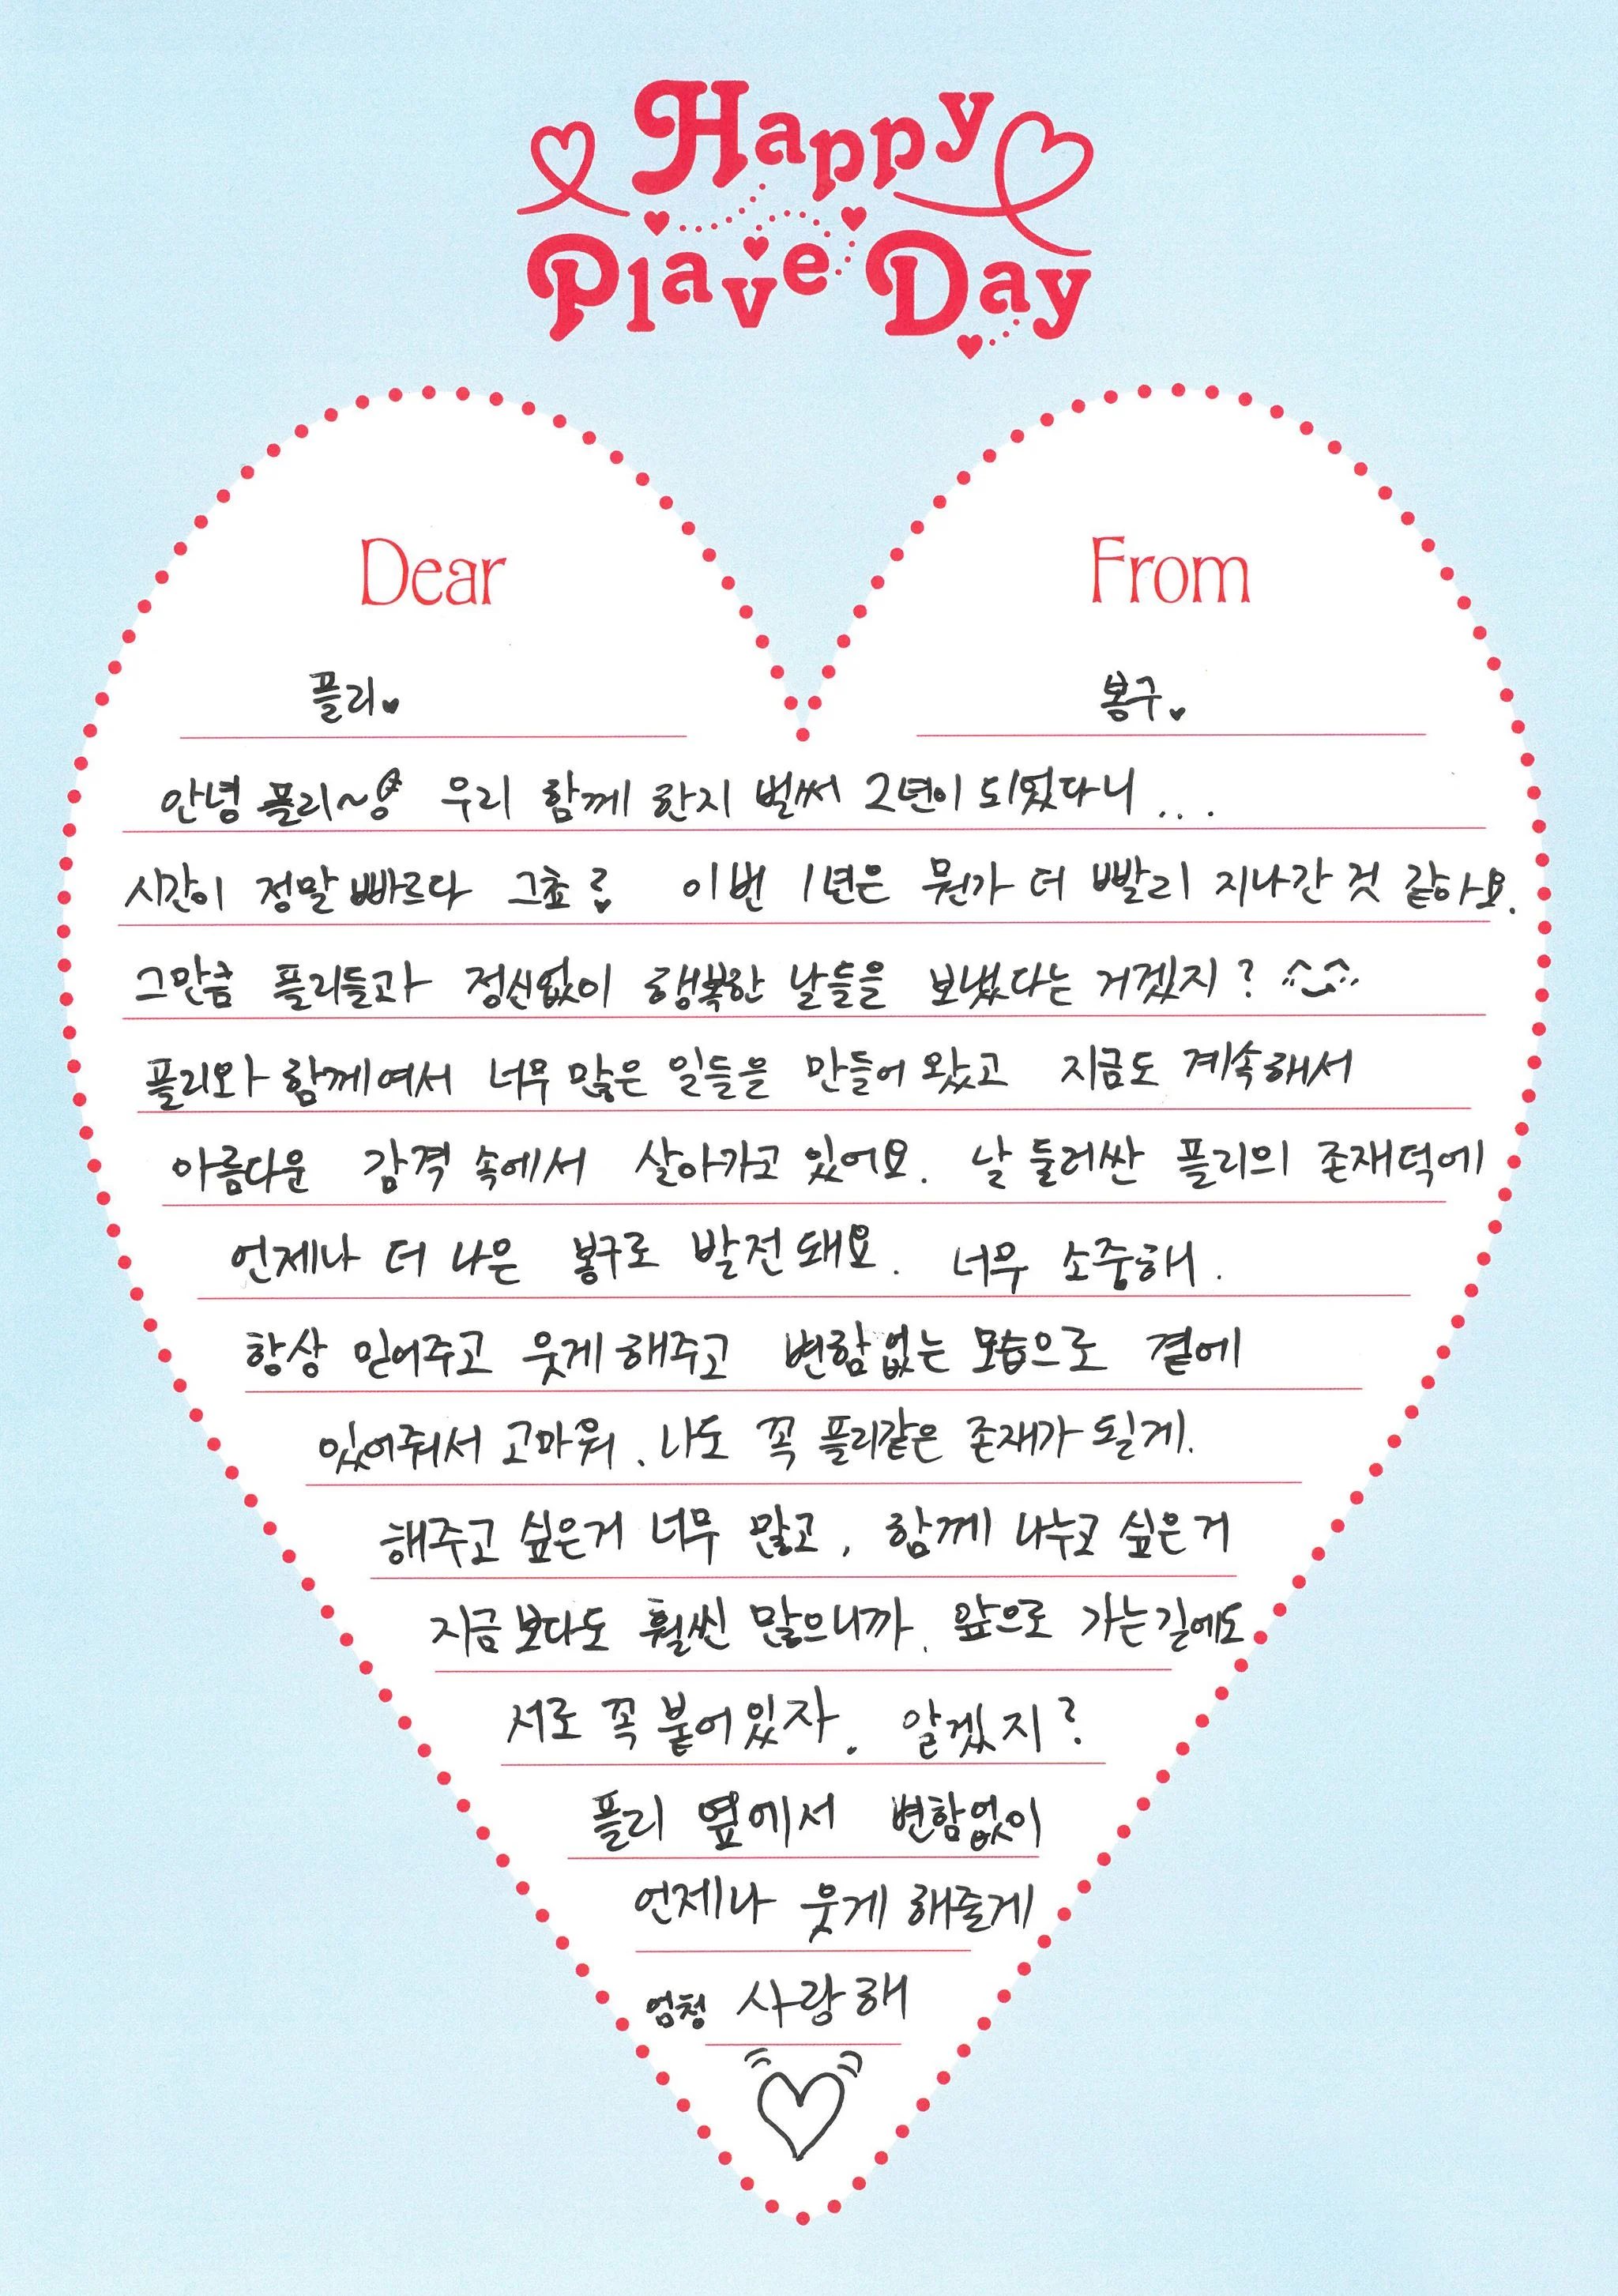 Happy
Plave Day
Dear
From
플리♥
봉구♥
안녕 플리~ 우리 함께 한지 벌써 2년이 되었다니...
시간이 정말 빠르다 그쵸? 이번 1년은 뭔가 더 빨리 지나간 것 같아요.
그만큼 플리들과 정신없이 행복한 날들을 보냈다는 거겠지?
플리와 함께여서 너무 많은 일들을 만들어 왔고 지금도 계속해서
아름다운 감격 속에서 살아가고 있어요. 날 둘러싼 플리의 존재덕에
언제나 더 나은 봉구로 발전돼요. 너무 소중해.
항상 믿어주고 웃게 해주고 변함없는 모습으로 곁에
있어줘서 고마워. 나도 꼭 플리같은 존재가 될게.
해주고 싶은거 너무 많고, 함께 나누고 싶은거
지금보다도 훨씬 많으니까. 앞으로 가는길에도
서로 꼭 붙어있자. 알겠지?
플리 옆에서 변함없이
언제나 웃게 해줄게
엄청 사랑해